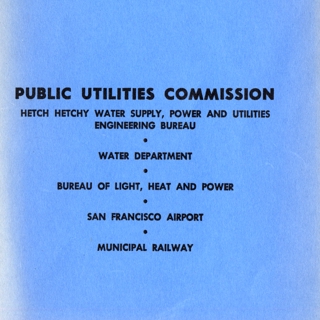 PUBLIC UTILITIES COMMISSION
HETCH HETCHY WATER SUPPLY, POWER AND UTILITIES
ENGINEERING BUREAU
•
WATER DEPARTMENT
•
BUREAU OF LIGHT, HEAT AND POWER
•
SAN FRANCISCO AIRPORT
•
MUNICIPAL RAILWAY